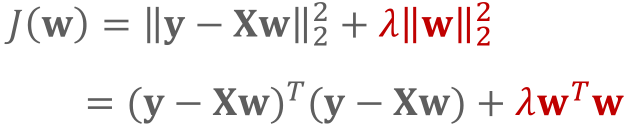 J(𝐰) = ‖𝐲 − 𝐗𝐰‖₂² + λ‖𝐰‖₂²
= (𝐲 − 𝐗𝐰)ᵀ(𝐲 − 𝐗𝐰) + λ𝐰ᵀ𝐰